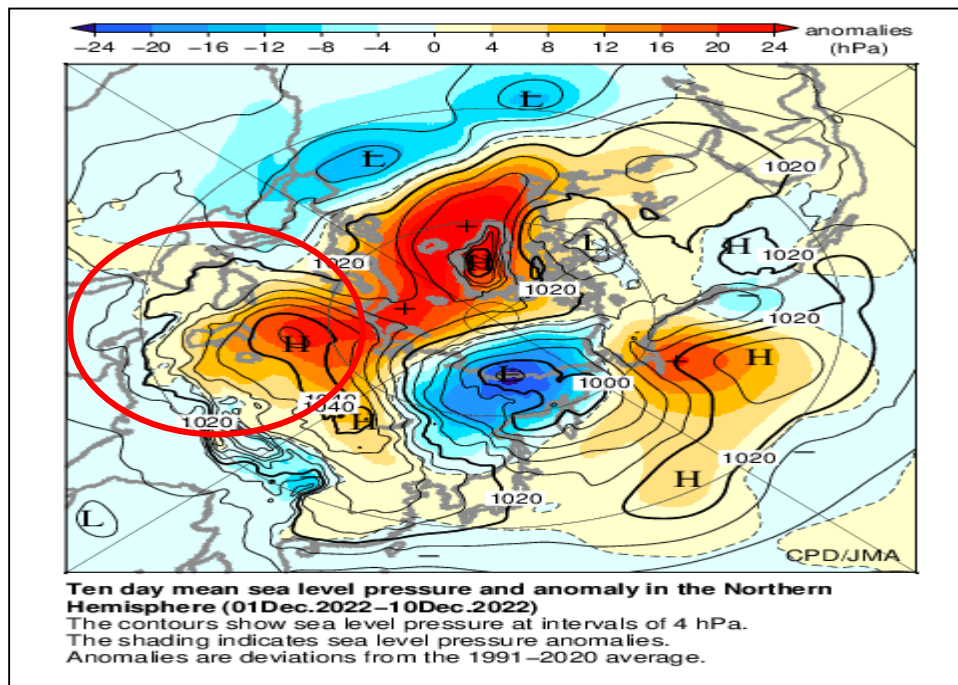 anomalies
−24 −20 −16 −12 −8 −4 0 4 8 12 16 20 24 (hPa)
L
L
1020
L
H
1020
1020
1020
H
1020
H
L
1000
H
1040
H
1020
1020
H
1020
L
CPD/JMA
Ten day mean sea level pressure and anomaly in the Northern
Hemisphere (01Dec.2022−10Dec.2022)
The contours show sea level pressure at intervals of 4 hPa.
The shading indicates sea level pressure anomalies.
Anomalies are deviations from the 1991−2020 average.